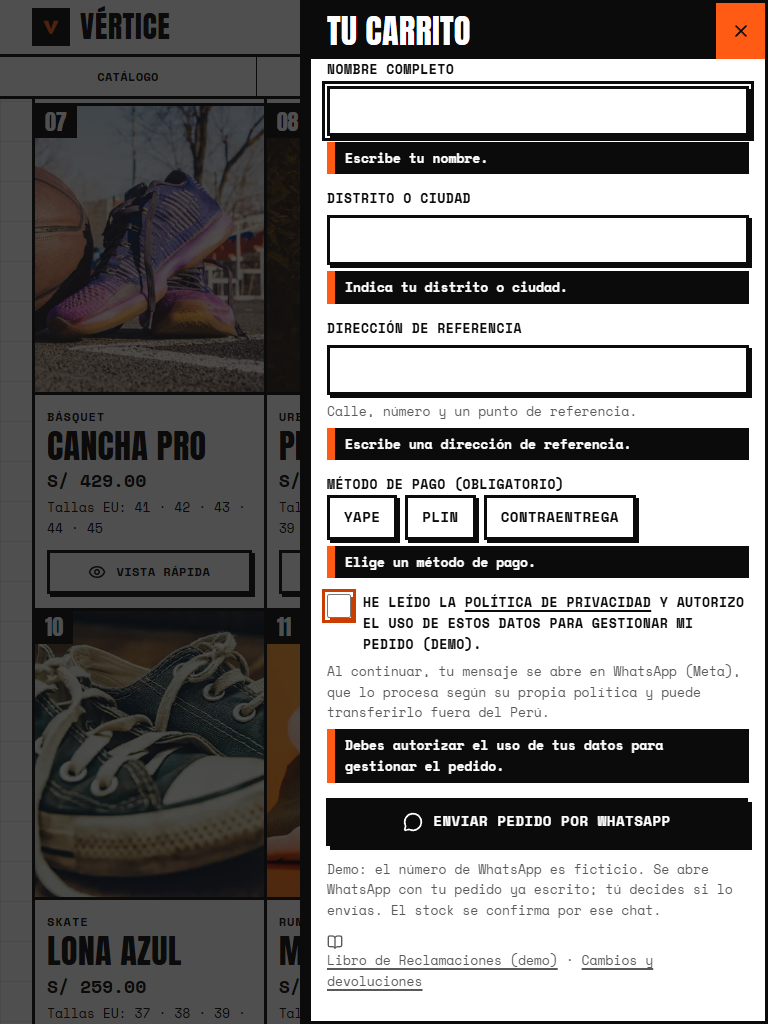 VÉRTICE
CATÁLOGO
07
08
BÁSQUET
CANCHA PRO
S/ 429.00
Tallas EU: 41 · 42 · 43 ·
44 · 45
VISTA RÁPIDA
10
11
SKATE
LONA AZUL
S/ 259.00
Tallas EU: 37 · 38 · 39 ·
TU CARRITO
NOMBRE COMPLETO
Escribe tu nombre.
DISTRITO O CIUDAD
Indica tu distrito o ciudad.
DIRECCIÓN DE REFERENCIA
Calle, número y un punto de referencia.
Escribe una dirección de referencia.
MÉTODO DE PAGO (OBLIGATORIO)
YAPE
PLIN
CONTRAENTREGA
Elige un método de pago.
HE LEÍDO LA POLÍTICA DE PRIVACIDAD Y AUTORIZO
EL USO DE ESTOS DATOS PARA GESTIONAR MI
PEDIDO (DEMO).
Al continuar, tu mensaje se abre en WhatsApp (Meta),
que lo procesa según su propia política y puede
transferirlo fuera del Perú.
Debes autorizar el uso de tus datos para
gestionar el pedido.
ENVIAR PEDIDO POR WHATSAPP
Demo: el número de WhatsApp es ficticio. Se abre
WhatsApp con tu pedido ya escrito; tú decides si lo
envías. El stock se confirma por ese chat.
Libro de Reclamaciones (demo) · Cambios y
devoluciones